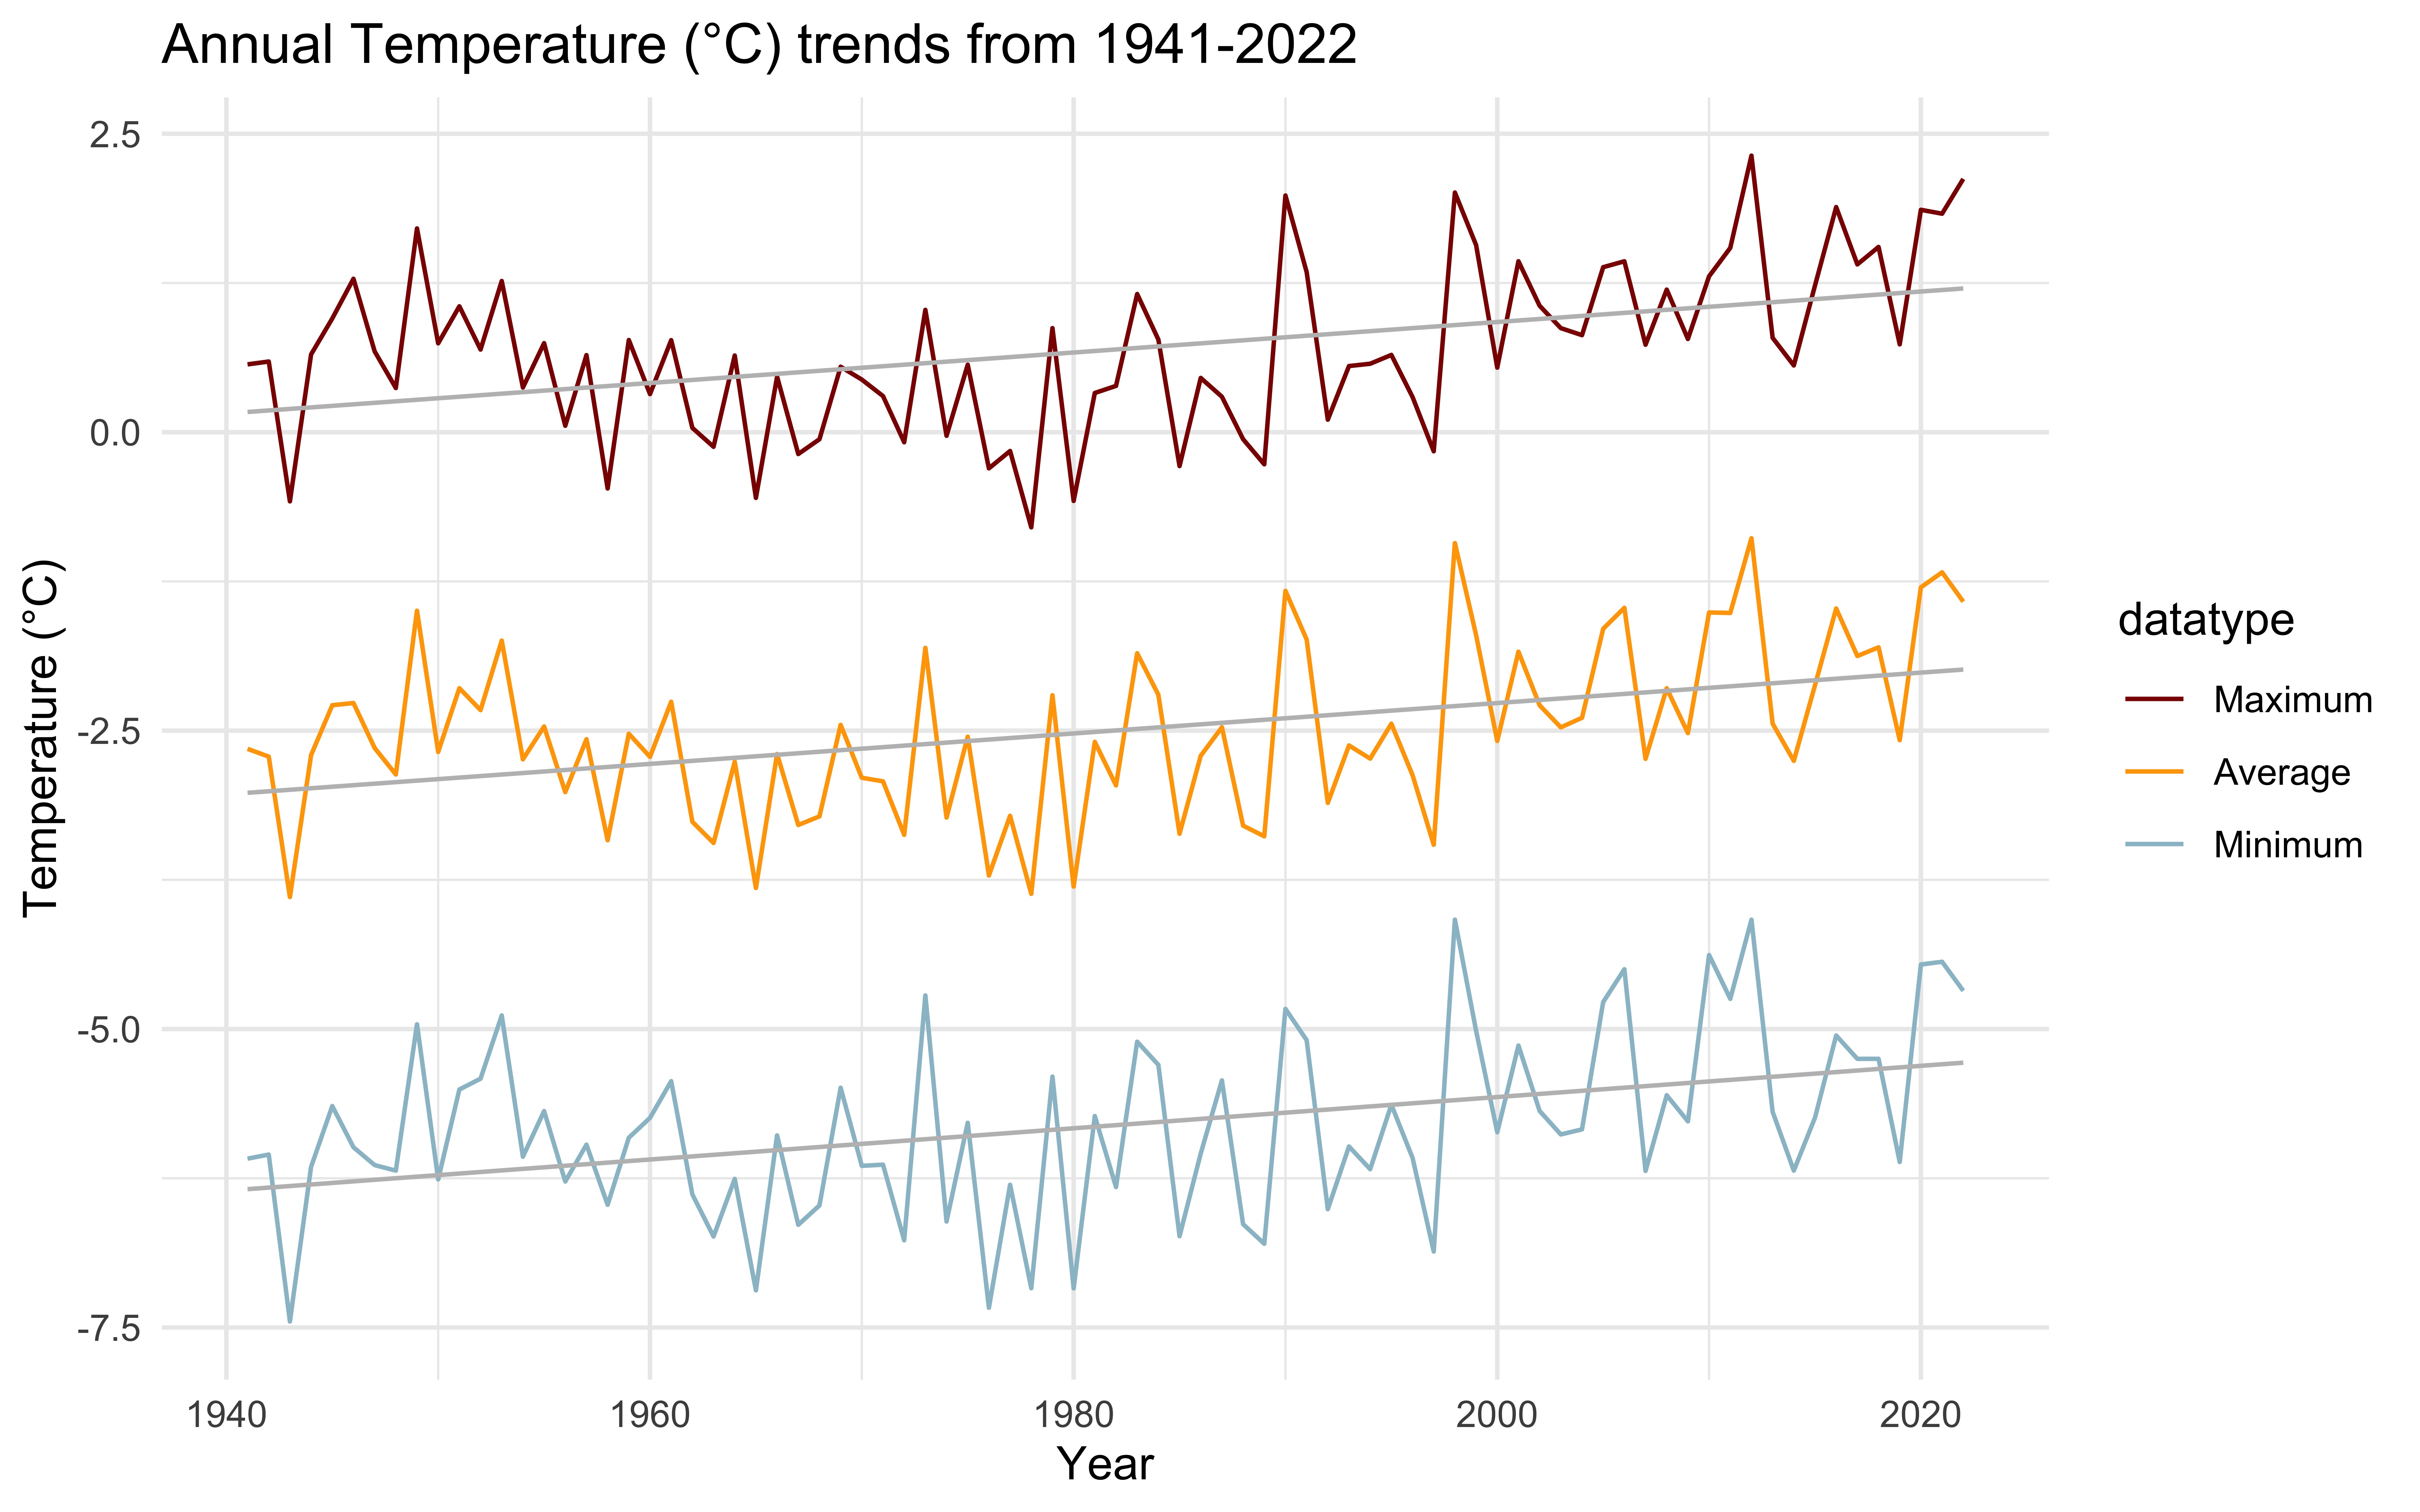 Annual Temperature (°C) trends from 1941-2022
2.5
0.0
-2.5
-5.0
-7.5
Temperature (°C)
1940 1960 1980 2000 2020
Year
datatype
Maximum
Average
Minimum